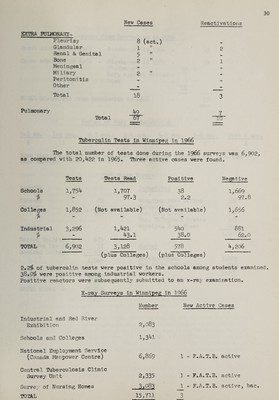 30
New Cases Reactivations
EXTRA PULMONARY.
Pleurisy 8 (act.) -
Glandular 1 " 2
Renal & Genital 5 " -
Bone 2 " 1
Meningeal - -
Miliary 2 " -
Peritonitis - -
Other - -
Total 18 3
Pulmonary 49 7
Total 67 10
Tuberculin Tests in Winnipeg in 1966
The total number of tests done during the 1966 surveys was 6,902,
as compared with 20,429 in 1965. Three active cases were found.
Tests Tests Read Positive Negative
Schools 1,754 1,707 38 1,669
% - 97.3 2.2 97.8
Colleges 1,852 (Not available) (Not available) 1,656
% - -
Industrial 3,296 1,421 540 881
% - 43.1 38.0 62.0
TOTAL 6,902 3,128 578 4,206
(plus Colleges) (plus Colleges)
2.2% of tuberculin tests were positive in the schools among students examined.
38.0% were positive among industrial workers.
Positive reactors were subsequently submitted to an x-ray examination.
X-ray Surveys in Winnipeg in 1966
Number New Active Cases
Industrial and Red River
Exhibition 2,083
Schools and Colleges 1,341
National Employment Service
(Canada Manpower Centre) 6,869 1 - F.A.T.B. active
Central Tuberculosis Clinic
Survey Unit 2,335 1 - F.A.T.B. active
Survey of Nursing Homes 3,083 1 - F.A.T.B. active, bac.
TOTAL 15,711 3